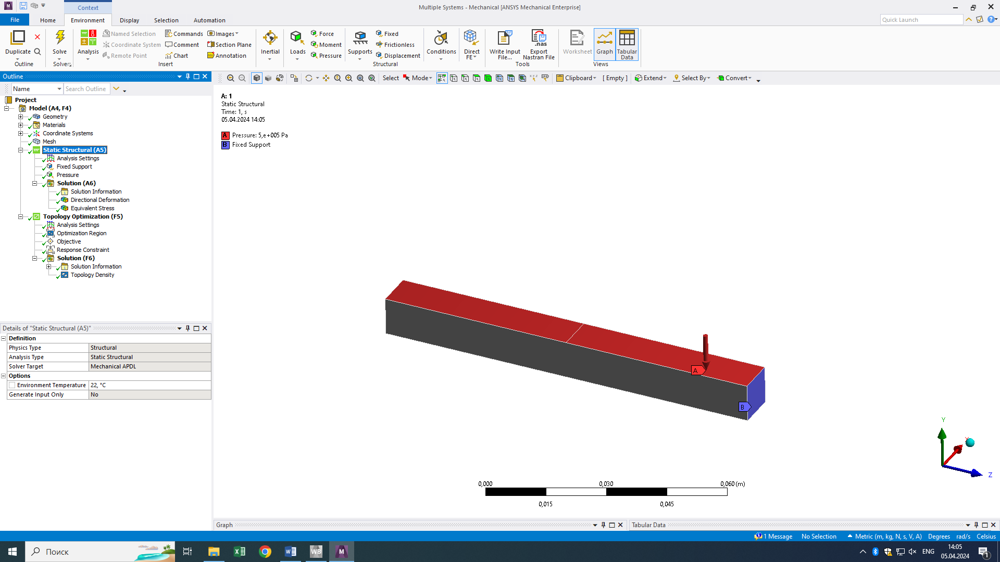 Context
Multiple Systems - Mechanical [ANSYS Mechanical Enterprise]
File Home Environment Display Selection Automation
Quick Launch
Duplicate
Outline
Solve
Solver
Analysis
Named Selection
Coordinate System
Remote Point
Commands
Comment
Chart
Images
Section Plane
Annotation
Insert
Inertial
Loads
Force
Moment
Pressure
Supports
Fixed
Frictionless
Displacement
Structural
Conditions
Direct
FE
Write Input
File...
.nas
Export
Nastran File
Tools
Worksheet
Graph
Tabular
Data
Views
Outline
Select Mode Clipboard [ Empty ] Extend Select By Convert
Name Search Outline
Project
Model (A4, F4)
Geometry
Materials
Coordinate Systems
Mesh
Static Structural (A5)
Analysis Settings
Fixed Support
Pressure
Solution (A6)
Solution Information
Directional Deformation
Equivalent Stress
Topology Optimization (F5)
Analysis Settings
Optimization Region
Objective
Response Constraint
Solution (F6)
Solution Information
Topology Density
Details of "Static Structural (A5)"
Definition
Physics Type Structural
Analysis Type Static Structural
Solver Target Mechanical APDL
Options
Environment Temperature 22, °C
Generate Input Only No
A: 1
Static Structural
Time: 1, s
05.04.2024 14:05
A Pressure: 5,e+005 Pa
B Fixed Support
A
B
Y
X
Z
0,000 0,030 0,060 (m)
0,015 0,045
Graph
Tabular Data
1 Message No Selection Metric (m, kg, N, s, V, A) Degrees rad/s Celsius
Поиск
WB
M
ENG
14:05
05.04.2024
1